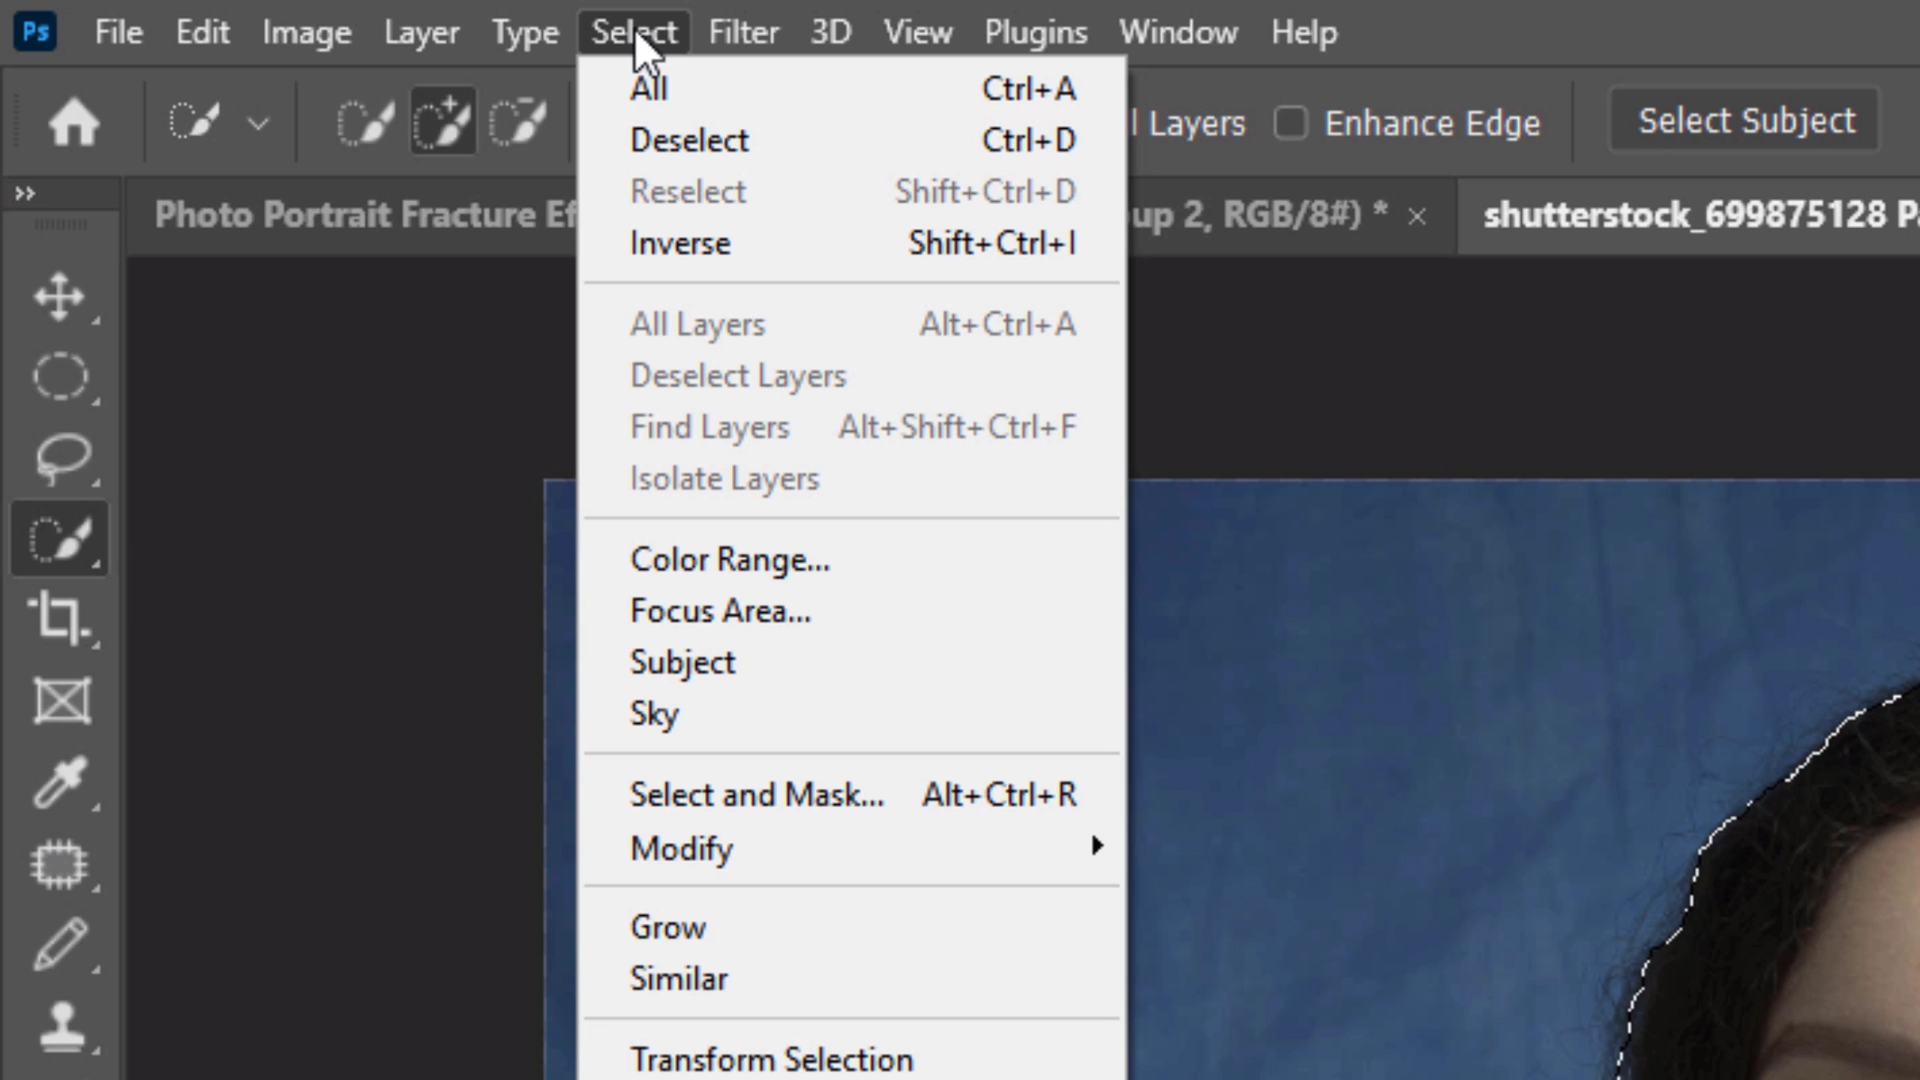 Ps File Edit Image Layer Type Select Filter 3D View Plugins Window Help
Layers Enhance Edge Select Subject
Photo Portrait Fracture up 2, RGB/8#) * × shutterstock_699875128
All Ctrl+A
Deselect Ctrl+D
Reselect Shift+Ctrl+D
Inverse Shift+Ctrl+I
All Layers Alt+Ctrl+A
Deselect Layers
Find Layers Alt+Shift+Ctrl+F
Isolate Layers
Color Range...
Focus Area...
Subject
Sky
Select and Mask... Alt+Ctrl+R
Modify
Grow
Similar
Transform Selection